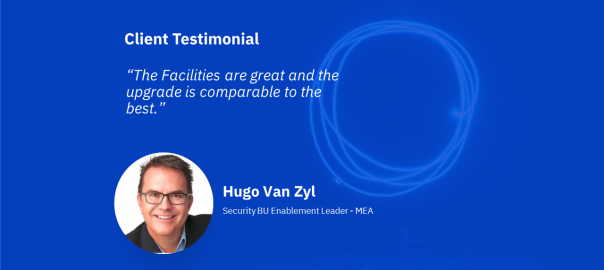 Client Testimonial
“The Facilities are great and the
upgrade is comparable to the
best.”
Hugo Van Zyl
Security BU Enablement Leader - MEA